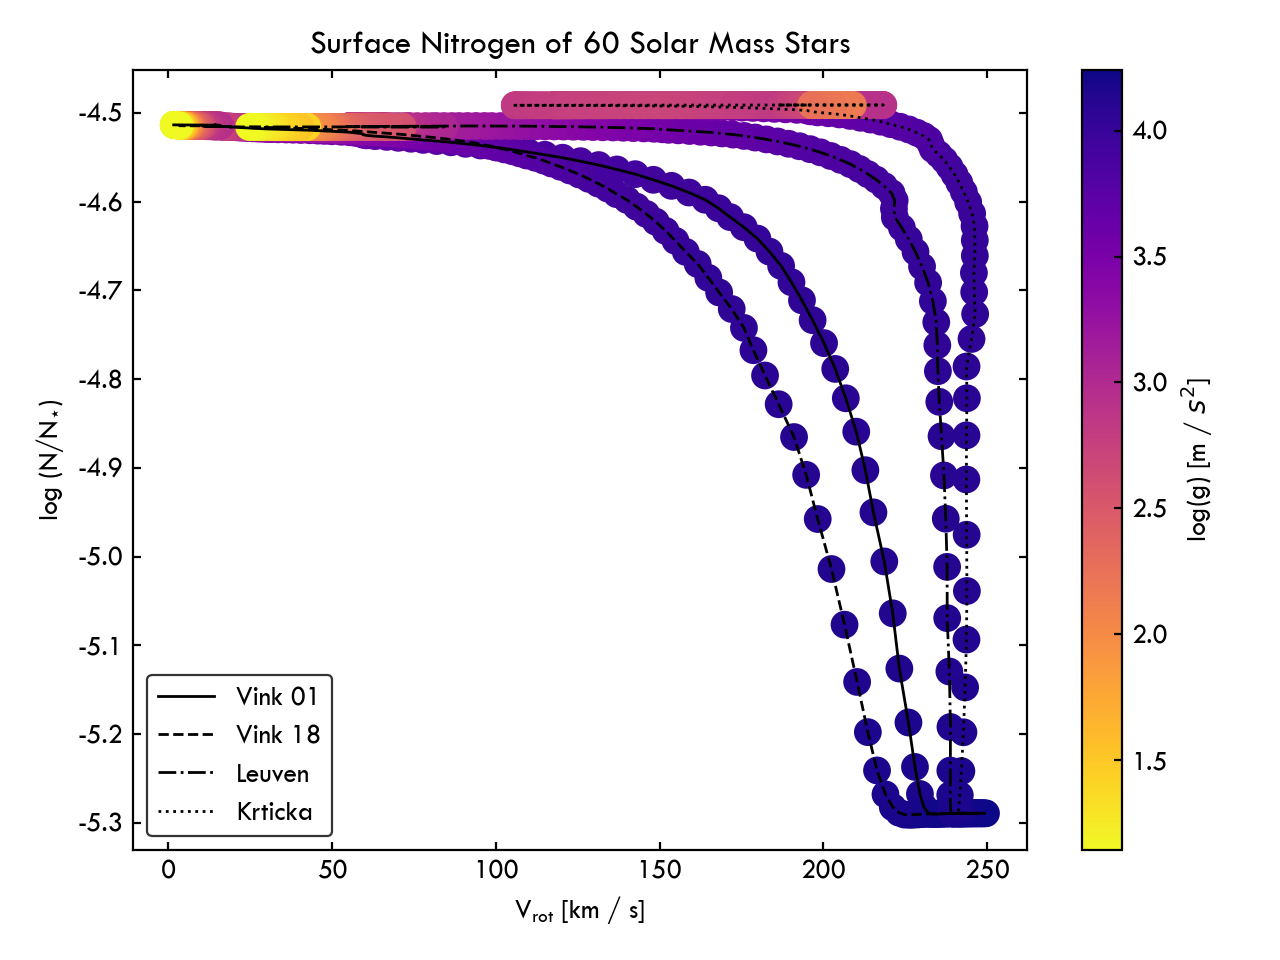 Surface Nitrogen of 60 Solar Mass Stars
log (N/N⋆)
-4.5
-4.6
-4.7
-4.8
-4.9
-5.0
-5.1
-5.2
-5.3
Vink 01
Vink 18
Leuven
Krticka
0 50 100 150 200 250
V_rot [km / s]
4.0
3.5
3.0
2.5
2.0
1.5
log(g) [m / s²]